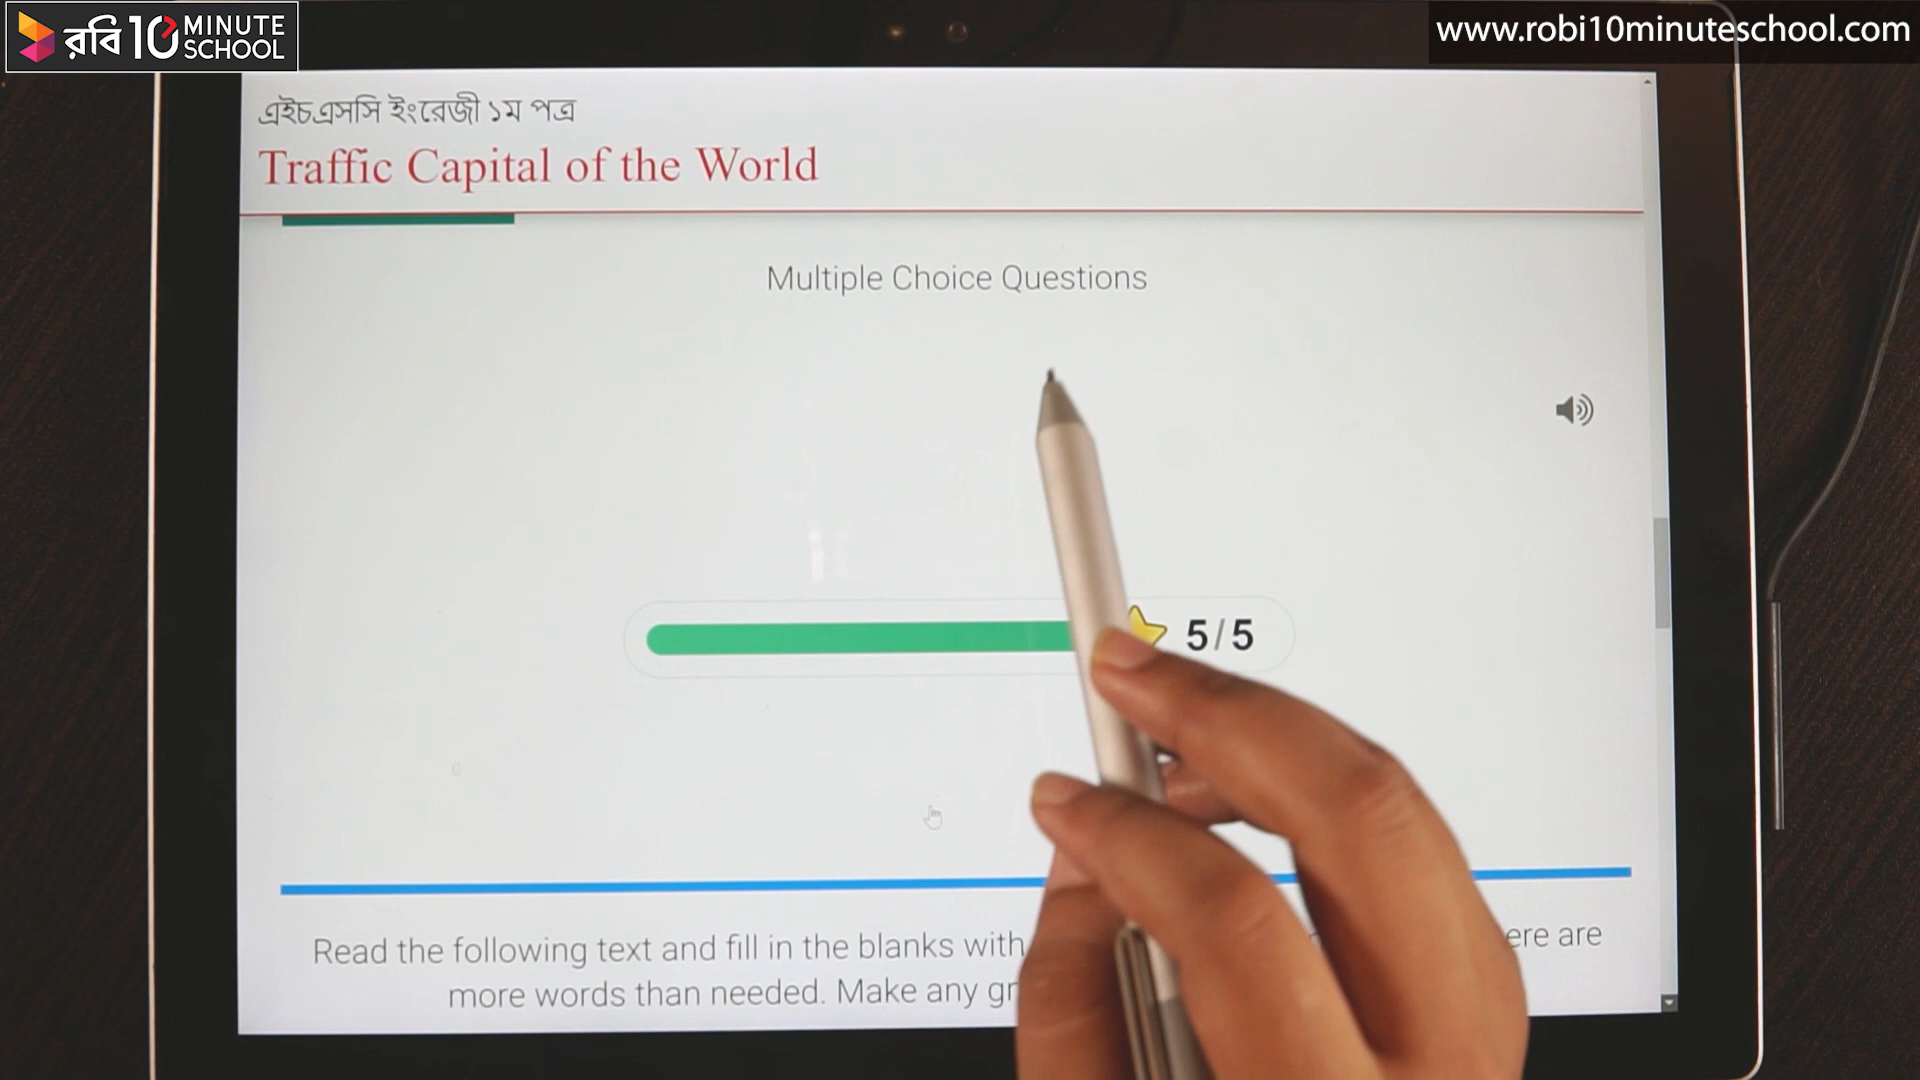 রবি 10 MINUTE SCHOOL
www.robi10minuteschool.com
এইচএসসি ইংরেজী ১ম পত্র
Traffic Capital of the World
Multiple Choice Questions
5/5
Read the following text and fill in the blanks with ere are
more words than needed. Make any gr